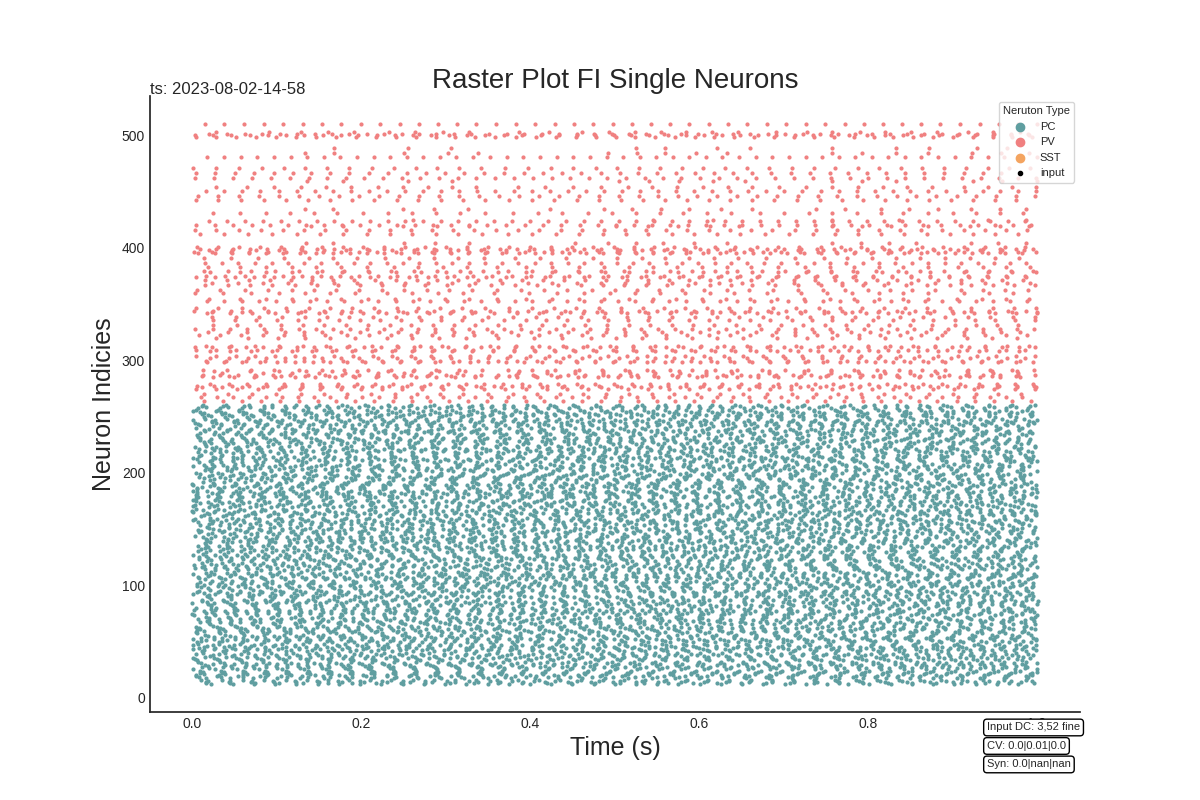 Raster Plot FI Single Neurons
ts: 2023-08-02-14-58
Neruton Type
PC
PV
SST
input
500
400
300
200
100
0
Neuron Indicies
0.0 0.2 0.4 0.6 0.8
Time (s)
Input DC: 3,52 fine
CV: 0.0|0.01|0.0
Syn: 0.0|nan|nan